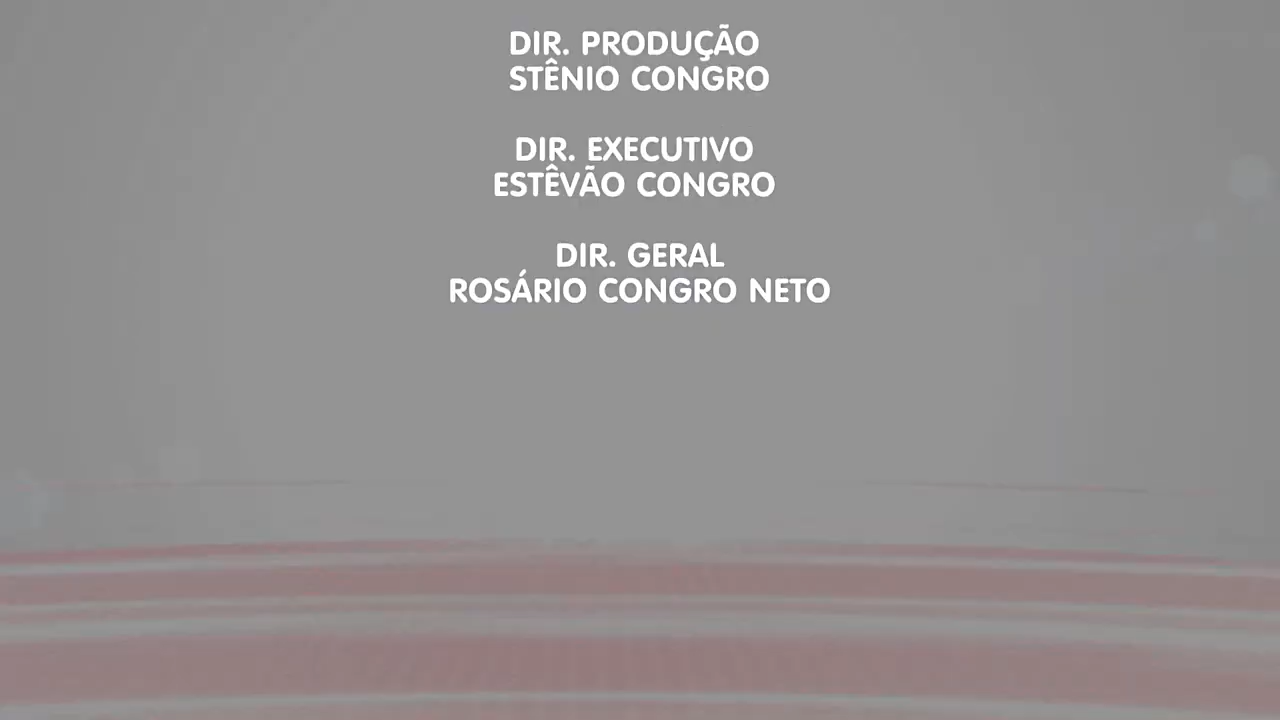 DIR. PRODUÇÃO
STÊNIO CONGRO
DIR. EXECUTIVO
ESTÊVÃO CONGRO
DIR. GERAL
ROSÁRIO CONGRO NETO